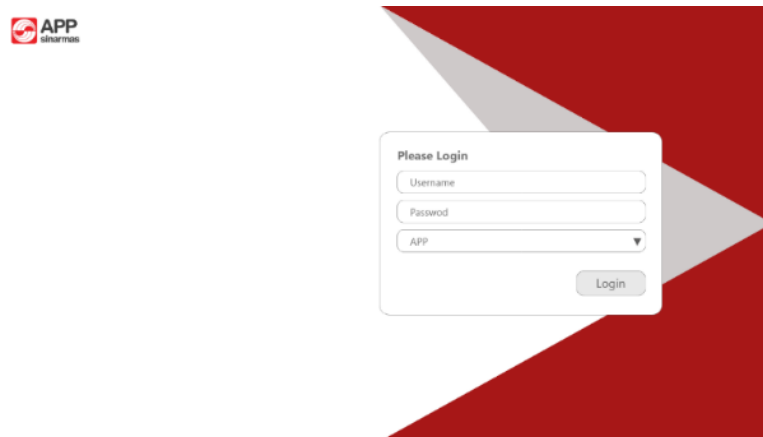 APP
sinarmas
Please Login
Username
Passwod
APP
Login